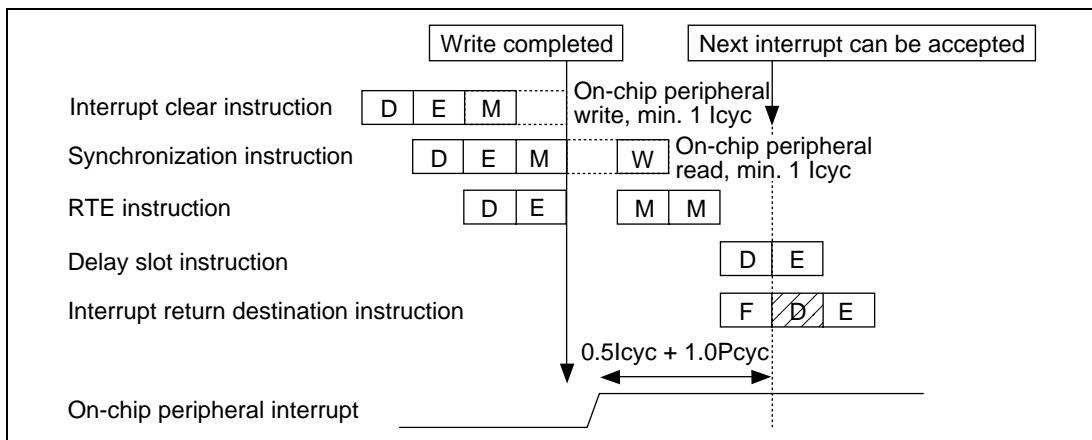 Write completed
Next interrupt can be accepted
Interrupt clear instruction D E M On-chip peripheral
write, min. 1 Icyc
Synchronization instruction D E M W On-chip peripheral
read, min. 1 Icyc
RTE instruction D E M M
Delay slot instruction D E
Interrupt return destination instruction F D E
0.5Icyc + 1.0Pcyc
On-chip peripheral interrupt